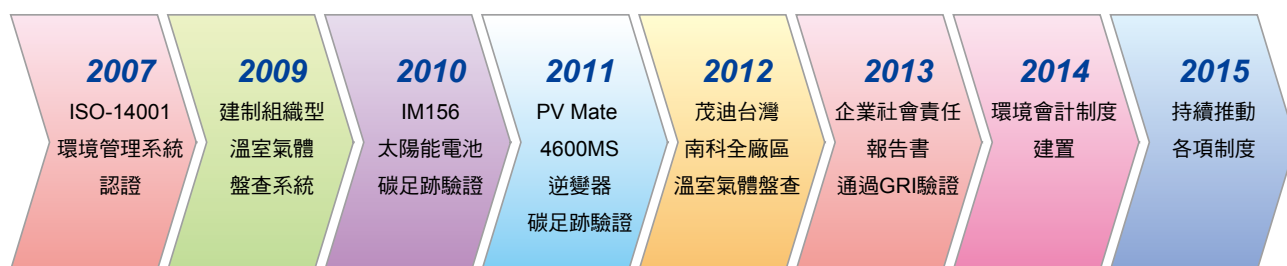 2007
ISO-14001
環境管理系統
認證
2009
建制組織型
溫室氣體
盤查系統
2010
IM156
太陽能電池
碳足跡驗證
2011
PV Mate
4600MS
逆變器
碳足跡驗證
2012
茂迪台灣
南科全廠區
溫室氣體盤查
2013
企業社會責任
報告書
通過GRI驗證
2014
環境會計制度
建置
2015
持續推動
各項制度